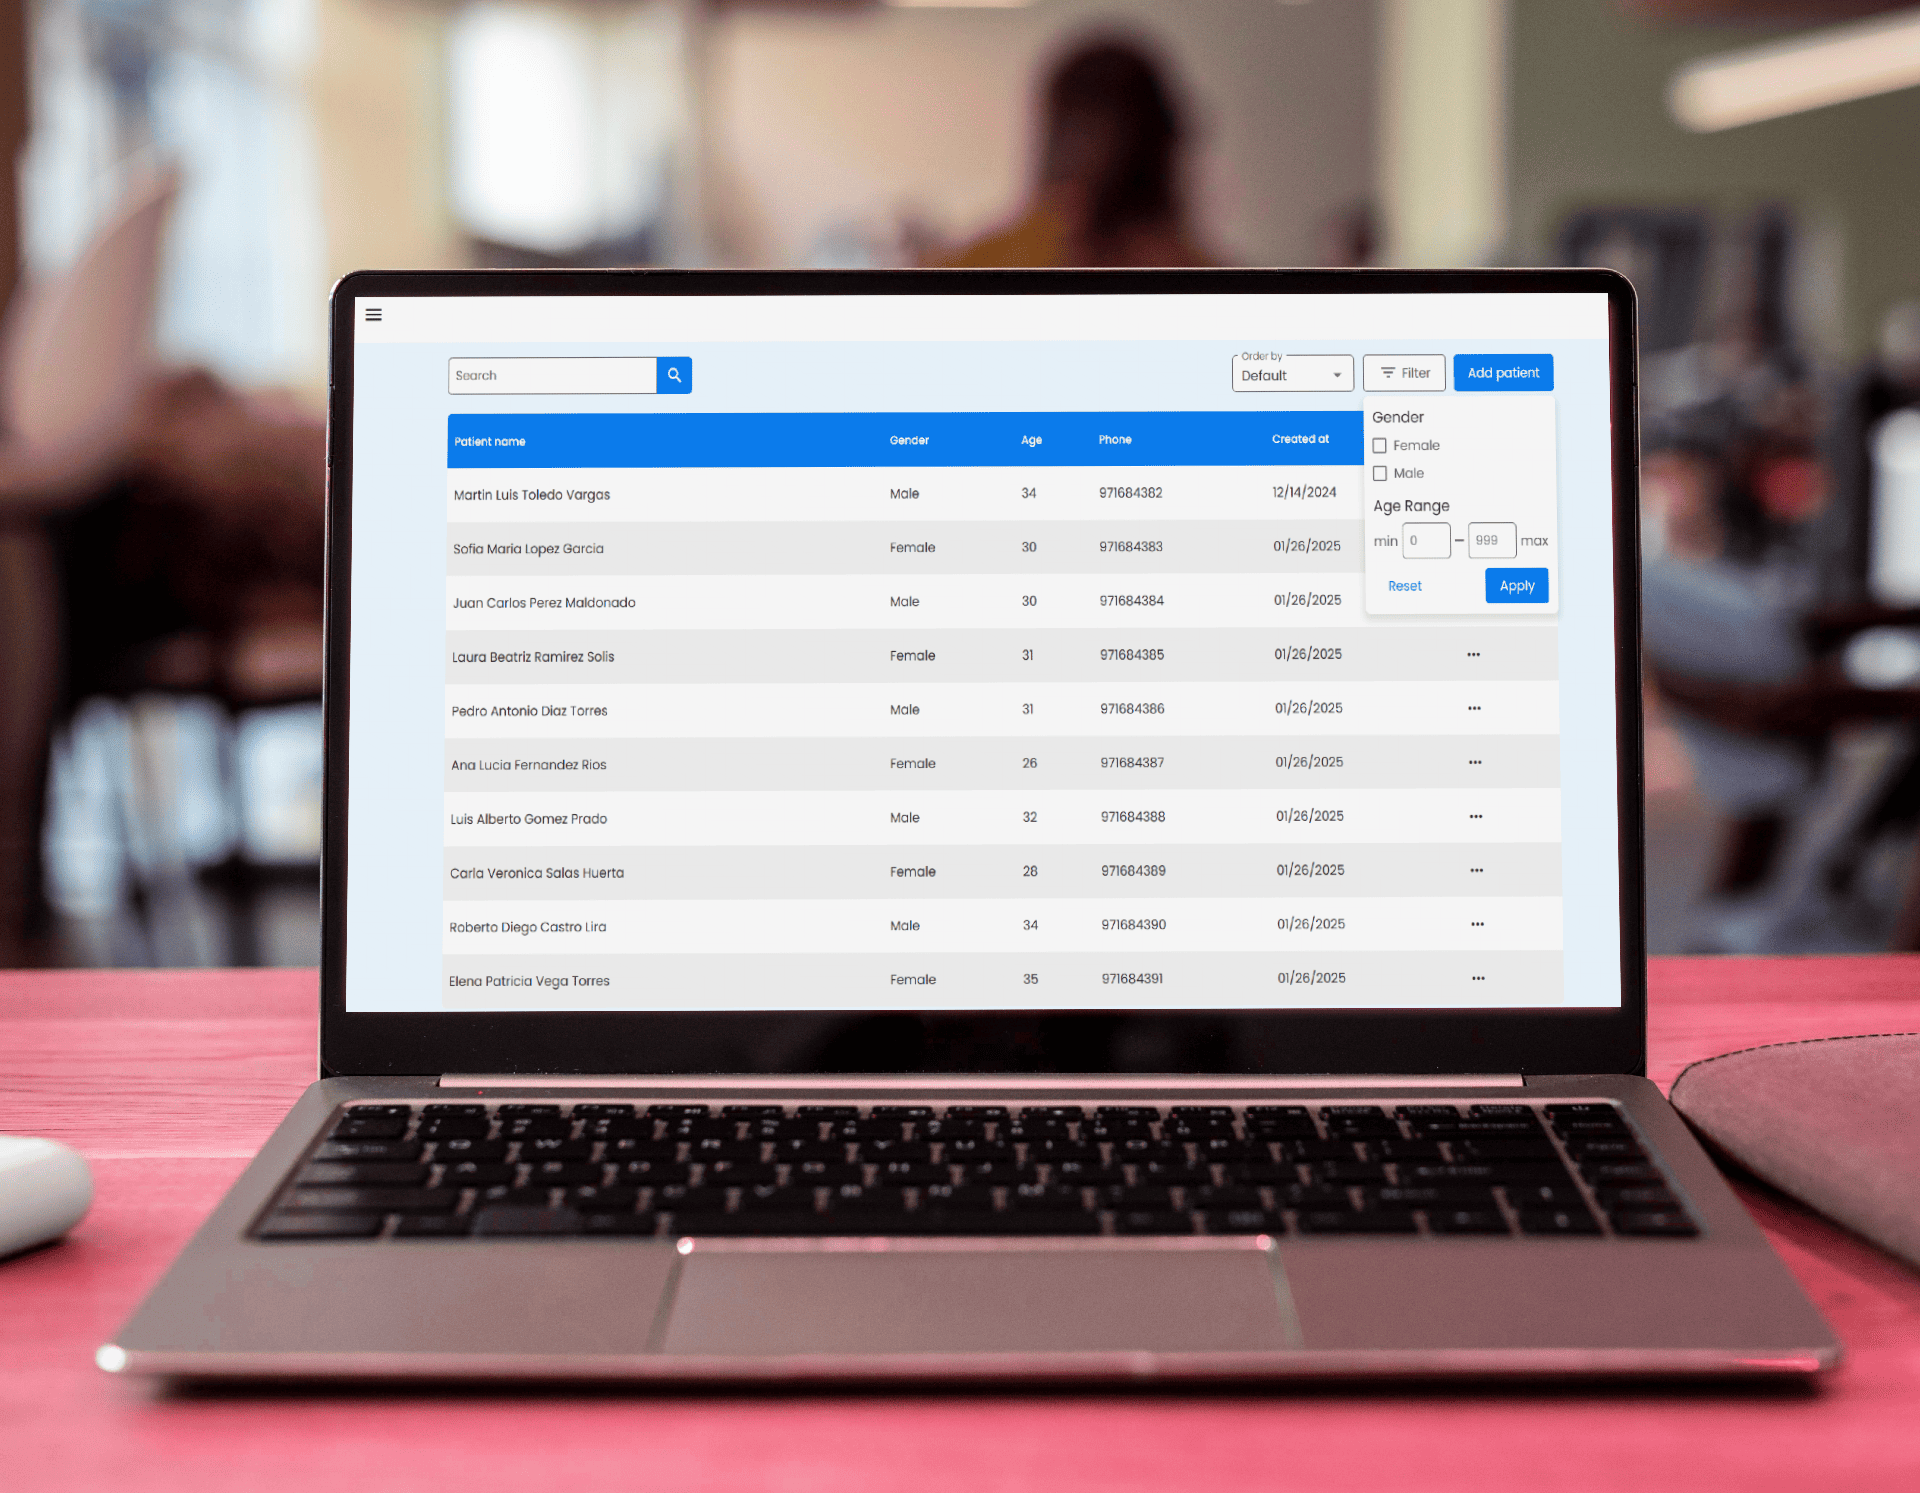 Search
Order by
Default
Filter
Add patient
Patient name Gender Age Phone Created at
Martin Luis Toledo Vargas Male 34 971684382 12/14/2024
Sofia Maria Lopez Garcia Female 30 971684383 01/26/2025
Juan Carlos Perez Maldonado Male 30 971684384 01/26/2025
Laura Beatriz Ramirez Solis Female 31 971684385 01/26/2025 •••
Pedro Antonio Diaz Torres Male 31 971684386 01/26/2025 •••
Ana Lucia Fernandez Rios Female 26 971684387 01/26/2025 •••
Luis Alberto Gomez Prado Male 32 971684388 01/26/2025 •••
Carla Veronica Salas Huerta Female 28 971684389 01/26/2025 •••
Roberto Diego Castro Lira Male 34 971684390 01/26/2025 •••
Elena Patricia Vega Torres Female 35 971684391 01/26/2025 •••
Gender
Female
Male
Age Range
min 0 – 999 max
Reset Apply